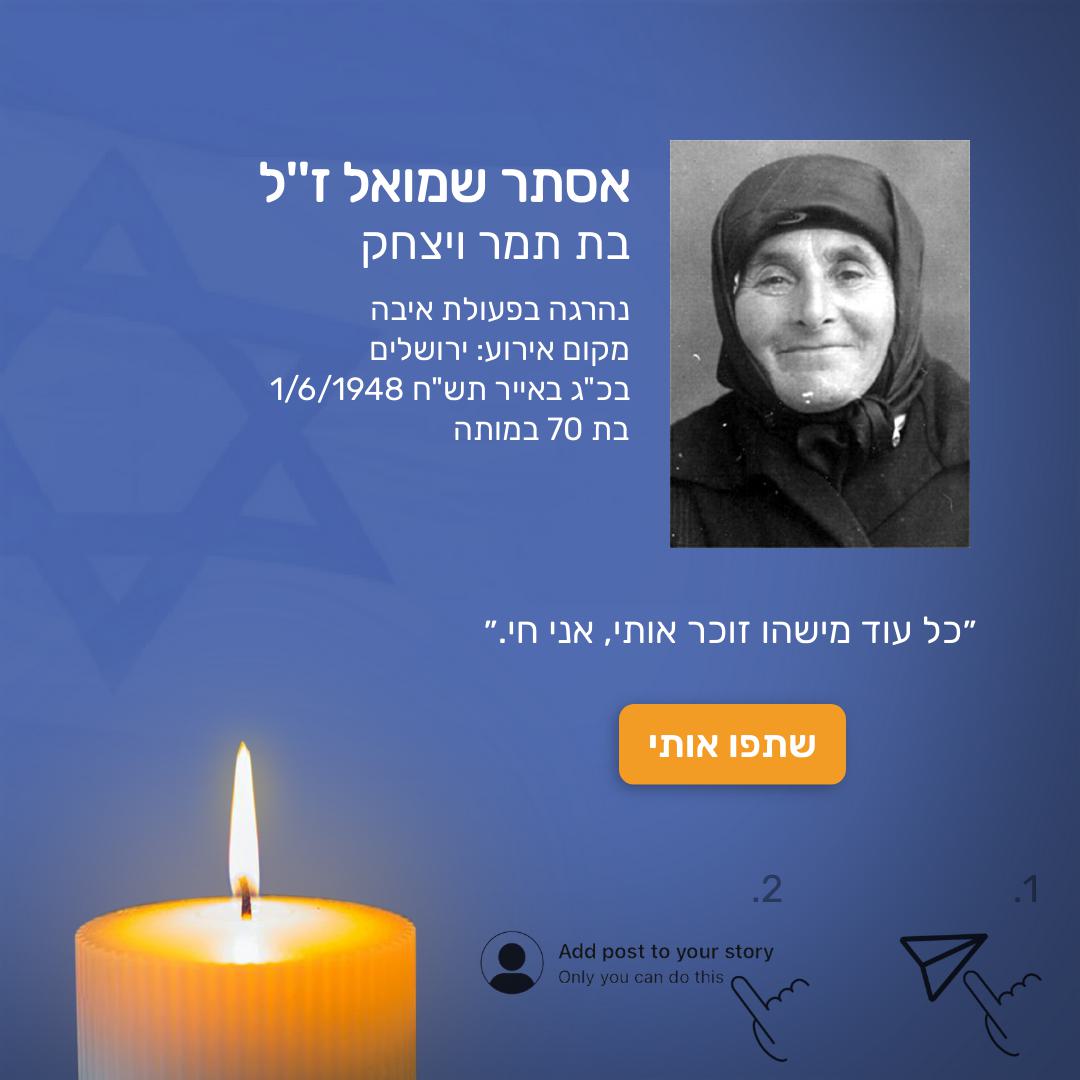 אסתר שמואל ז''ל
בת תמר ויצחק
נהרגה בפעולת איבה
מקום אירוע: ירושלים
בכ"ג באייר תש"ח 1/6/1948
בת 70 במותה
״כל עוד מישהו זוכר אותי, אני חי.״
שתפו אותי
1.
2.
Add post to your story
Only you can do this